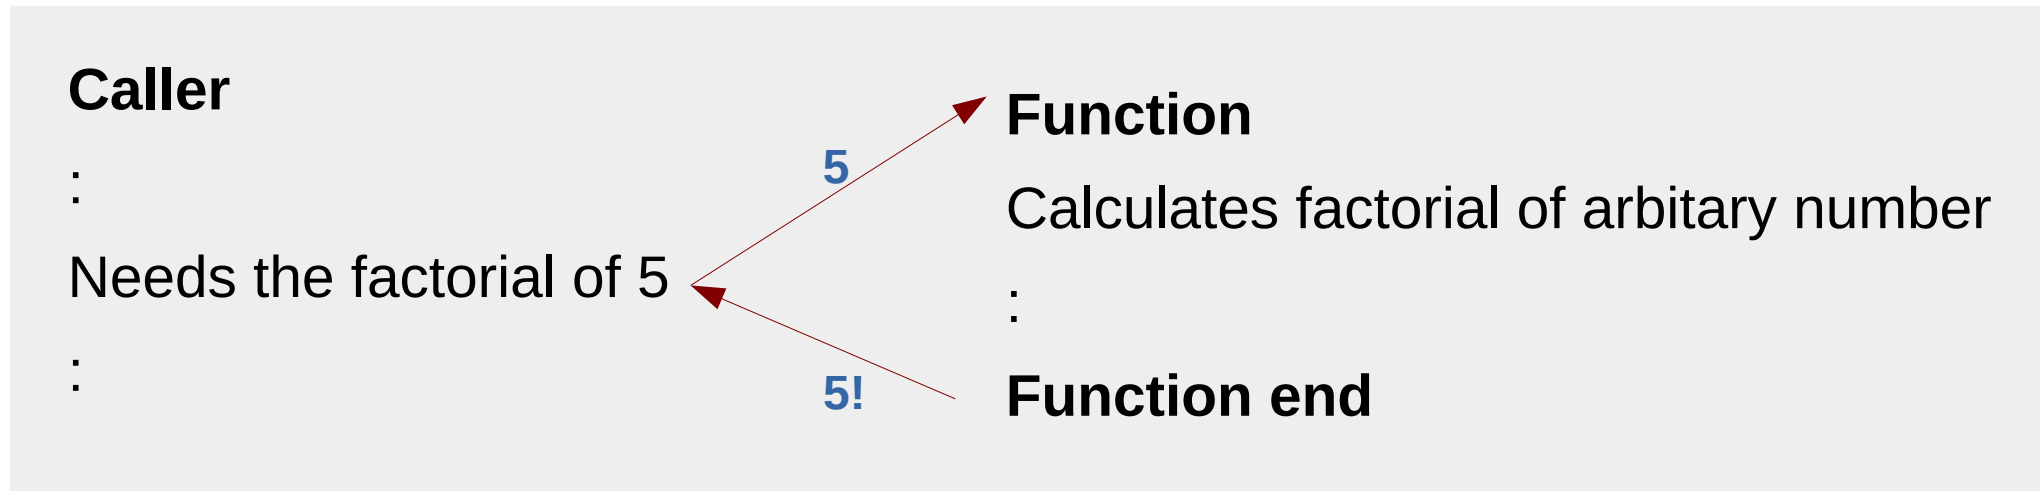 Caller
:
Needs the factorial of 5
:
5
5!
Function
Calculates factorial of arbitary number
:
Function end